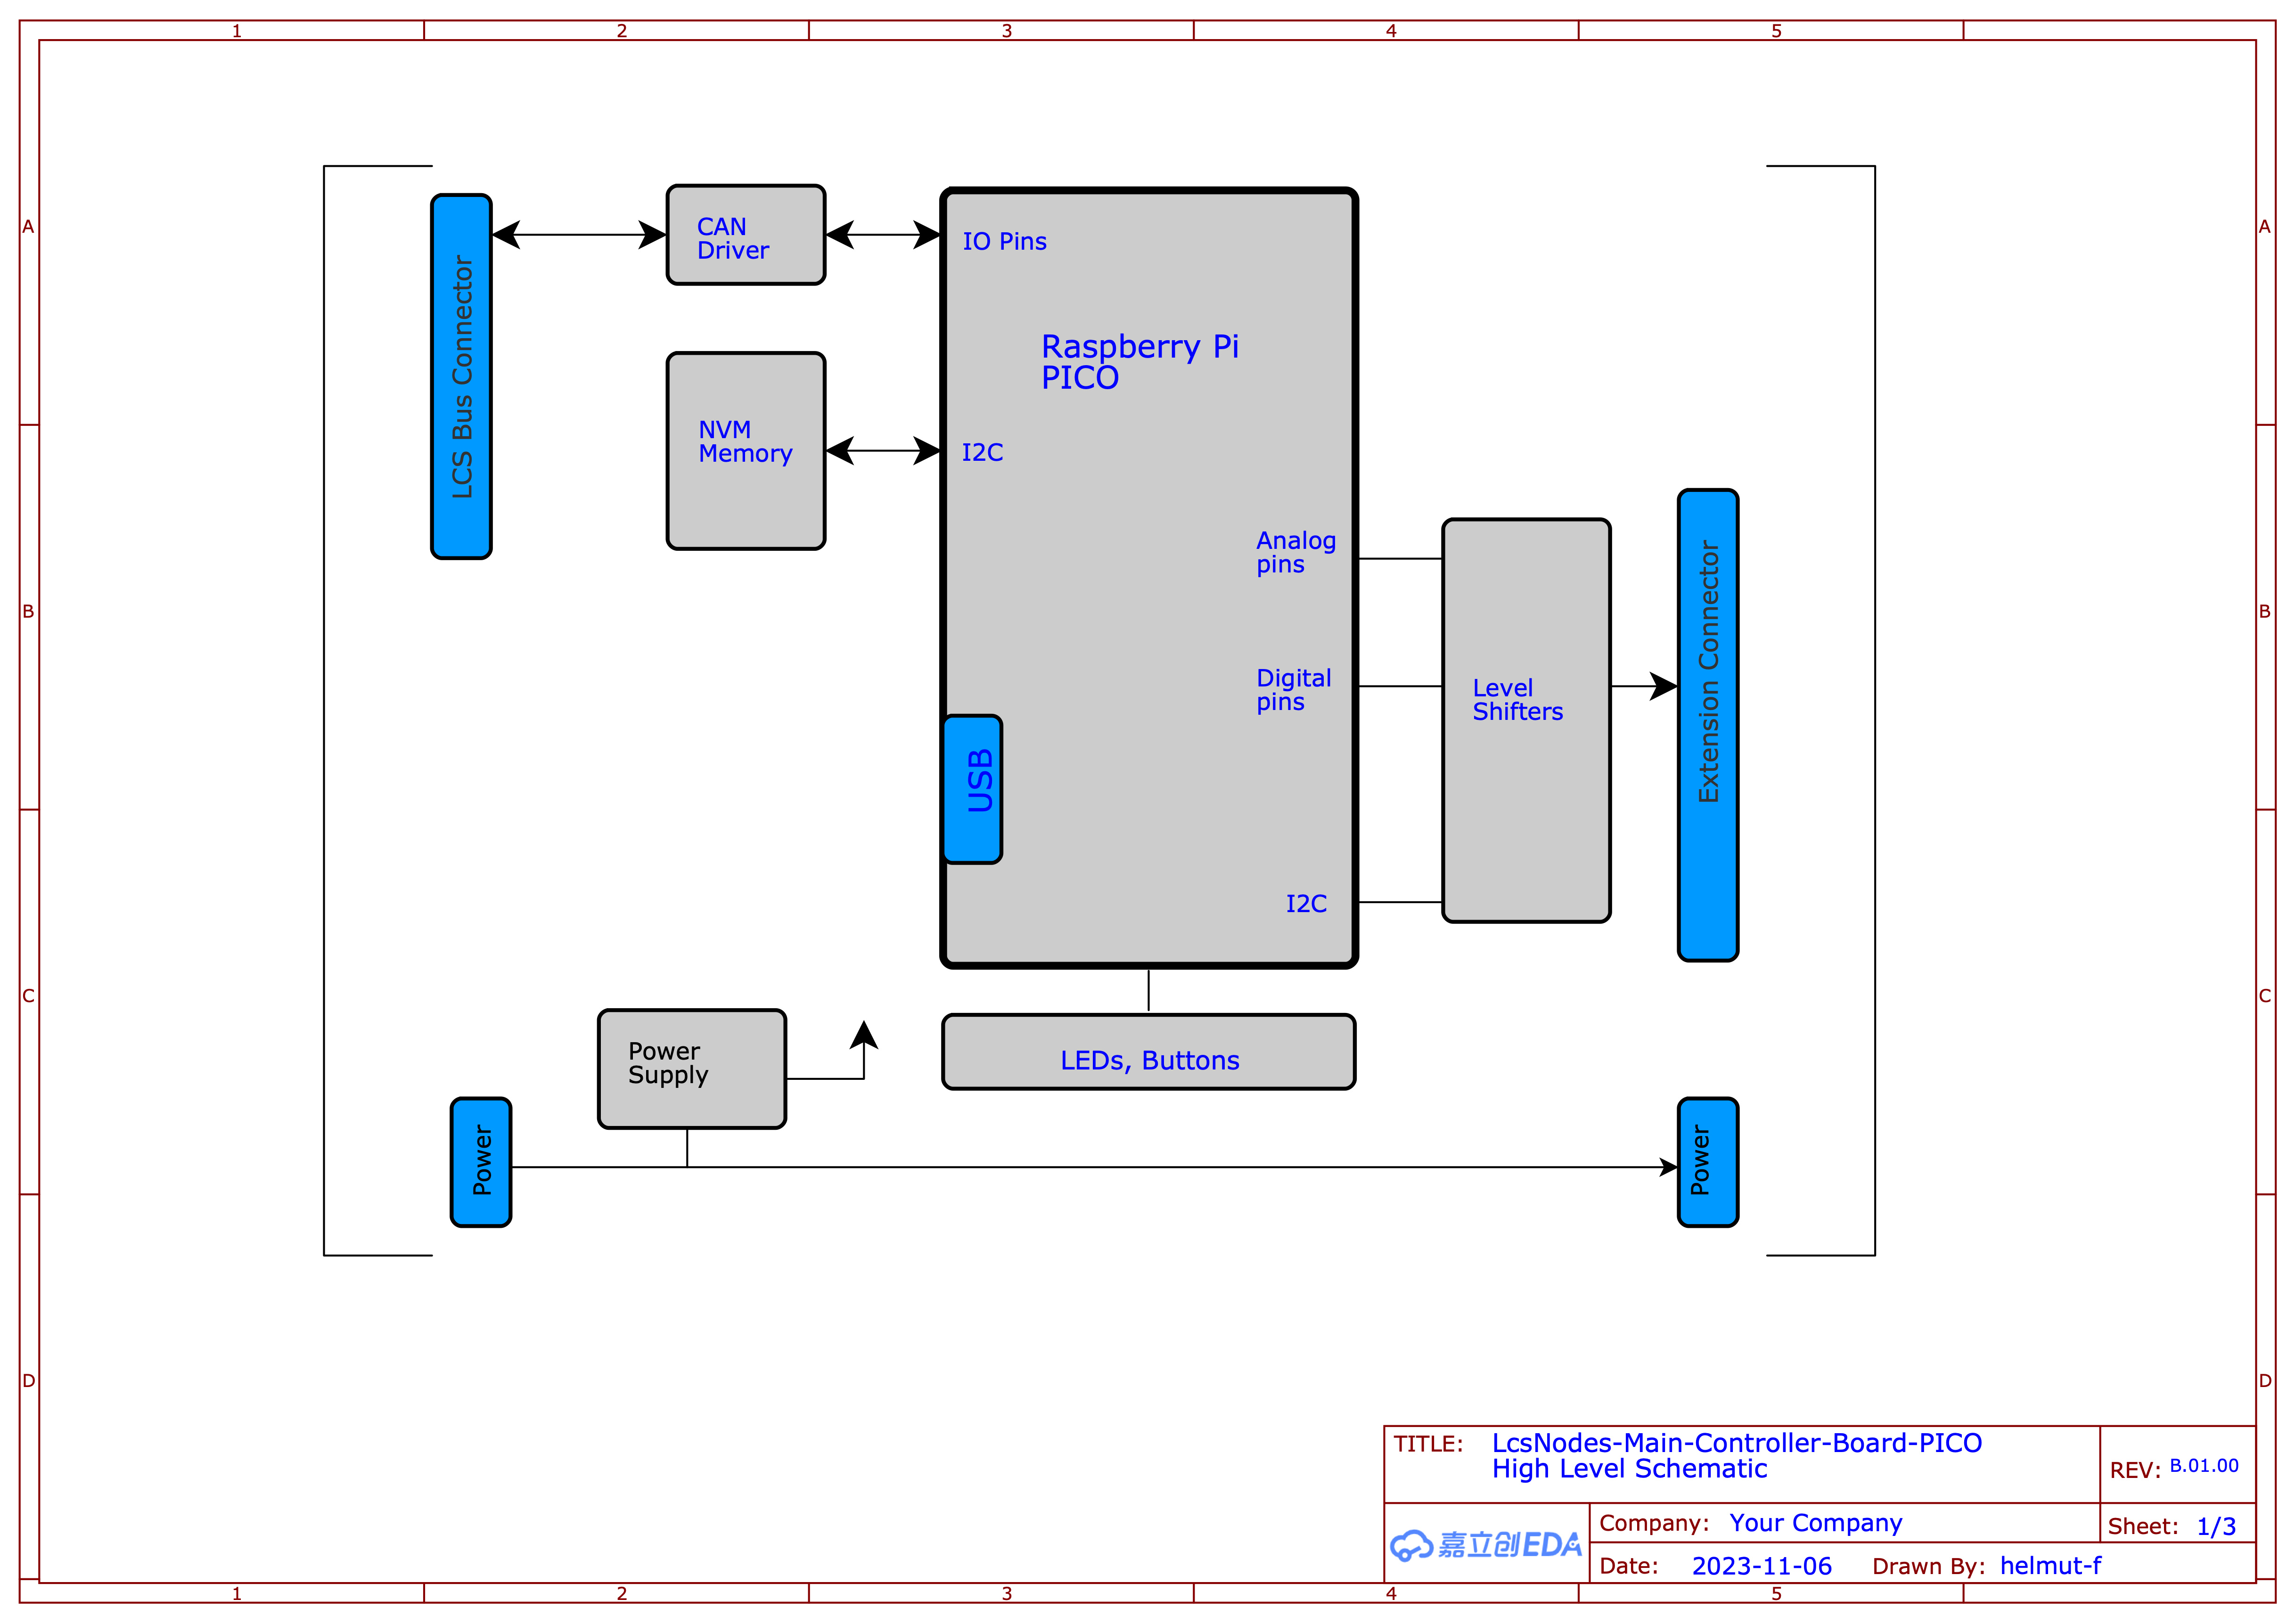 1 2 3 4 5
A
A
B
B
C
C
D
D
LCS Bus Connector
CAN
Driver
IO Pins
Raspberry Pi
PICO
NVM
Memory
I2C
Analog
pins
Digital
pins
Level
Shifters
Extension Connector
USB
I2C
Power
Supply
LEDs, Buttons
Power
Power
TITLE: LcsNodes-Main-Controller-Board-PICO
High Level Schematic
REV: B.01.00
嘉立创EDA
Company: Your Company
Sheet: 1/3
Date: 2023-11-06 Drawn By: helmut-f
1 2 3 4 5